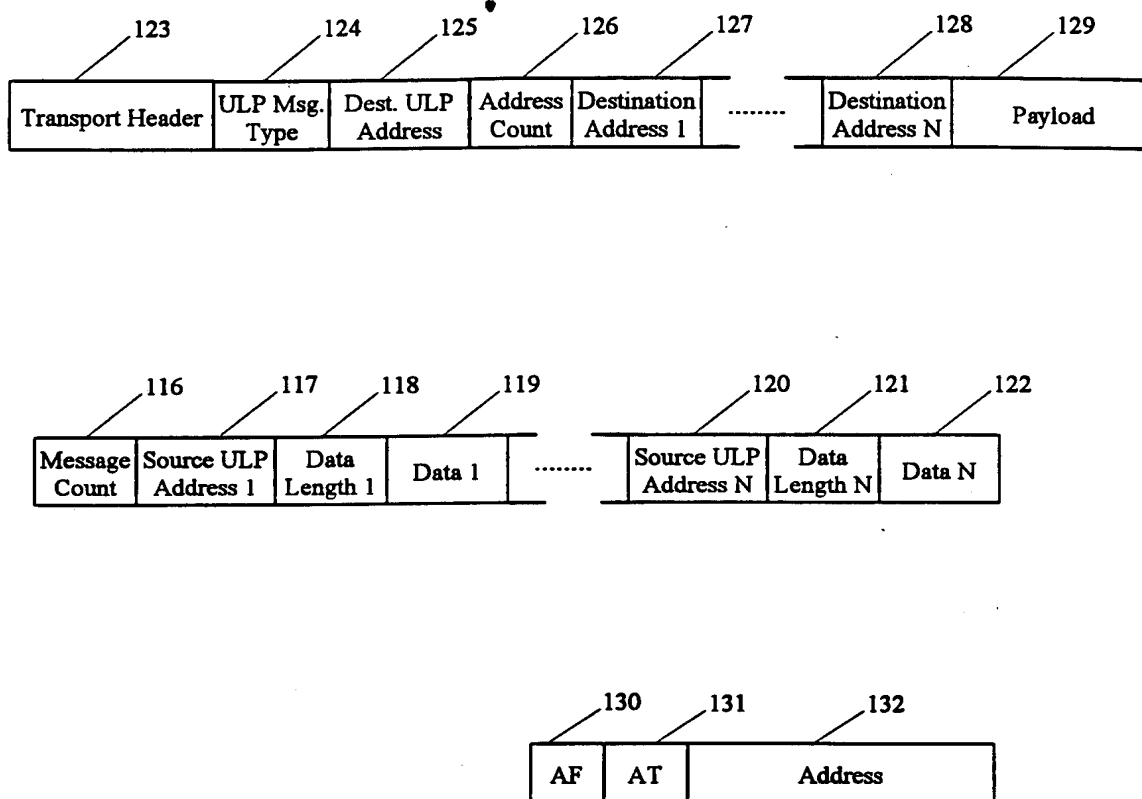 123 124 125 126 127 128 129
Transport Header ULP Msg. Type Dest. ULP Address Address Count Destination Address 1 ........ Destination Address N Payload
116 117 118 119 120 121 122
Message Count Source ULP Address 1 Data Length 1 Data 1 ........ Source ULP Address N Data Length N Data N
130 131 132
AF AT Address